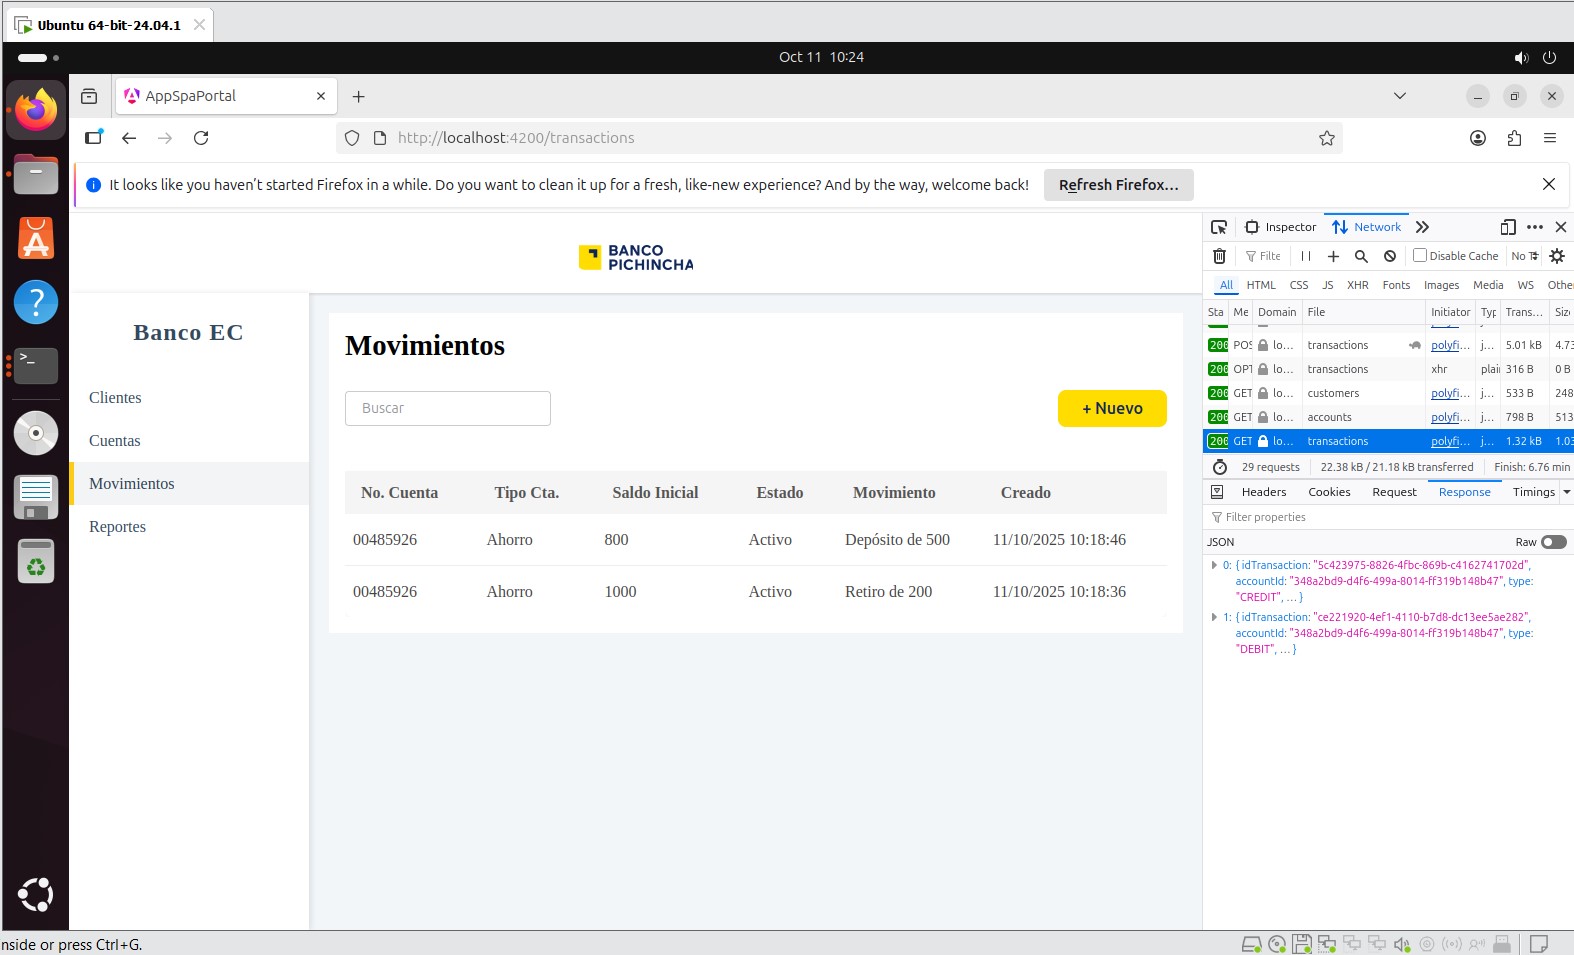 Ubuntu 64-bit-24.04.1
Oct 11 10:24
AppSpaPortal
http://localhost:4200/transactions
It looks like you haven't started Firefox in a while. Do you want to clean it up for a fresh, like-new experience? And by the way, welcome back!
Refresh Firefox...
BANCO
PICHINCHA
Banco EC
Clientes
Cuentas
Movimientos
Reportes
Movimientos
Buscar
+ Nuevo
No. Cuenta Tipo Cta. Saldo Inicial Estado Movimiento Creado
00485926 Ahorro 800 Activo Depósito de 500 11/10/2025 10:18:46
00485926 Ahorro 1000 Activo Retiro de 200 11/10/2025 10:18:36
Inspector Network
Filte Disable Cache No T
All HTML CSS JS XHR Fonts Images Media WS Other
Sta Me Domain File Initiator Typ Trans... Siz
200 POS lo... transactions polyfi... j... 5.01 kB 4.73
200 OPT lo... transactions xhr plai 316 B 0 B
200 GET lo... customers polyfi... j... 533 B 248
200 GET lo... accounts polyfi... j... 798 B 513
200 GET lo... transactions polyfi... j... 1.32 kB 1.03
29 requests 22.38 kB / 21.18 kB transferred Finish: 6.76 min
Headers Cookies Request Response Timings
Filter properties
JSON Raw
0: { idTransaction: "5c423975-8826-4fbc-869b-c4162741702d",
accountId: "348a2bd9-d4f6-499a-8014-ff319b148b47", type:
"CREDIT", ... }
1: { idTransaction: "ce221920-4ef1-4110-b7d8-dc13ee5ae282",
accountId: "348a2bd9-d4f6-499a-8014-ff319b148b47", type:
"DEBIT", ... }
nside or press Ctrl+G.